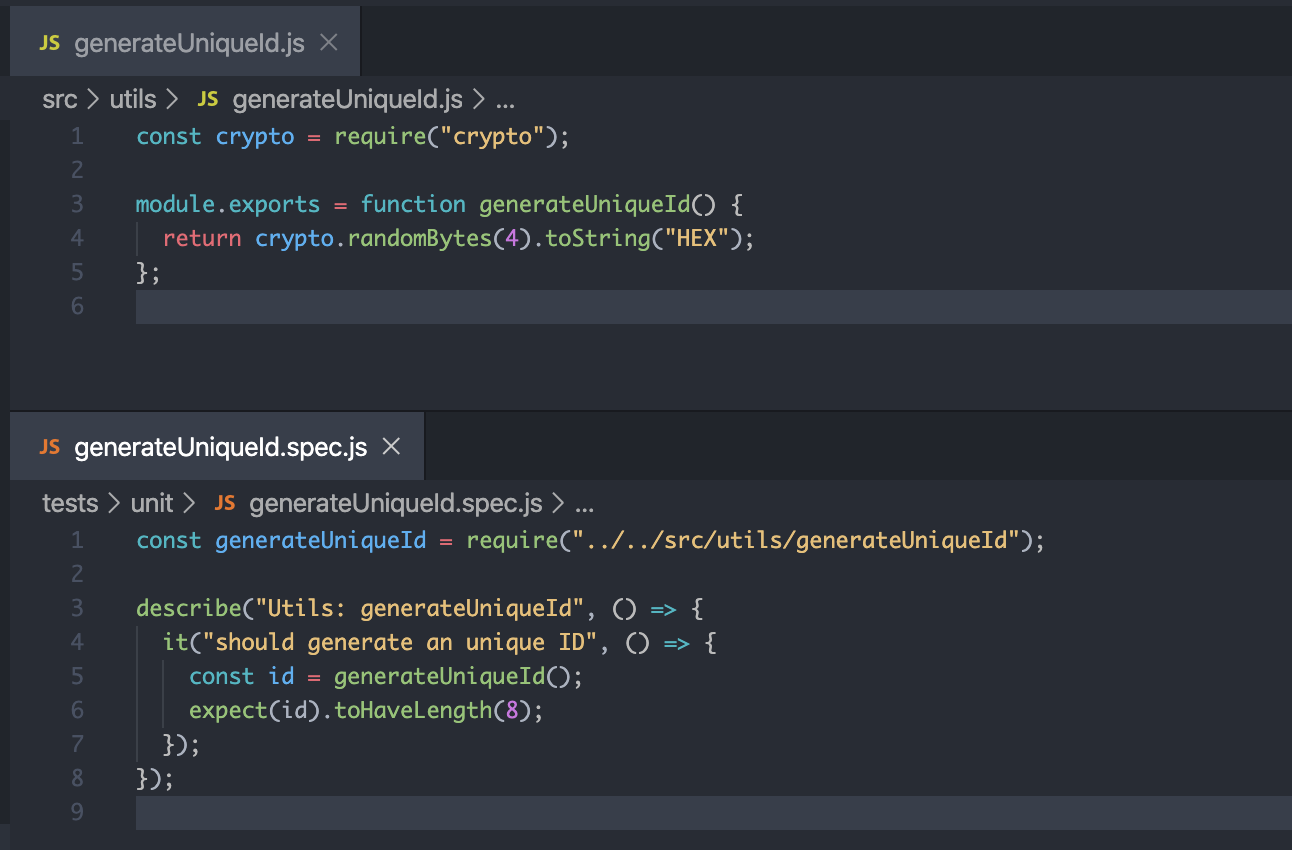 JS generateUniqueId.js ×
src > utils > JS generateUniqueId.js > ...
1 const crypto = require("crypto");
2
3 module.exports = function generateUniqueId() {
4 return crypto.randomBytes(4).toString("HEX");
5 };
6
JS generateUniqueId.spec.js ×
tests > unit > JS generateUniqueId.spec.js > ...
1 const generateUniqueId = require("../../src/utils/generateUniqueId");
2
3 describe("Utils: generateUniqueId", () => {
4 it("should generate an unique ID", () => {
5 const id = generateUniqueId();
6 expect(id).toHaveLength(8);
7 });
8 });
9